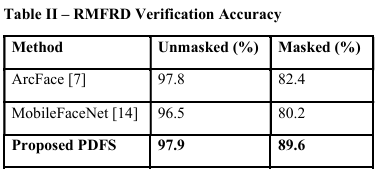 Table II – RMFRD Verification Accuracy
Method Unmasked (%) Masked (%)
ArcFace [7] 97.8 82.4
MobileFaceNet [14] 96.5 80.2
Proposed PDFS 97.9 89.6